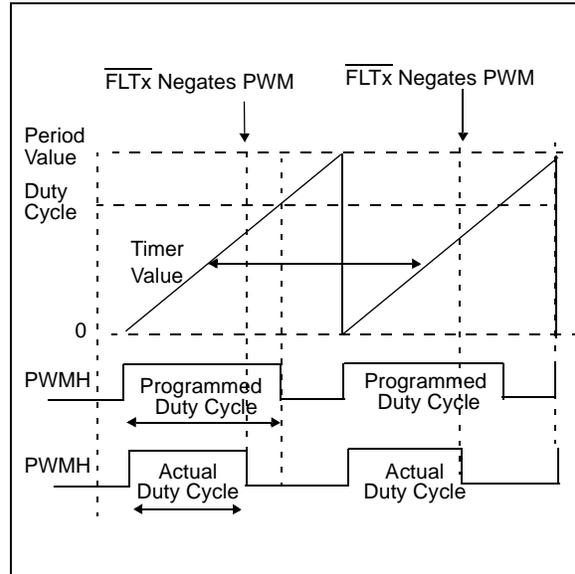 FLTx Negates PWM
FLTx Negates PWM
Period
Value
Duty
Cycle
Timer
Value
0
PWMH
Programmed
Duty Cycle
Programmed
Duty Cycle
PWMH
Actual
Duty Cycle
Actual
Duty Cycle